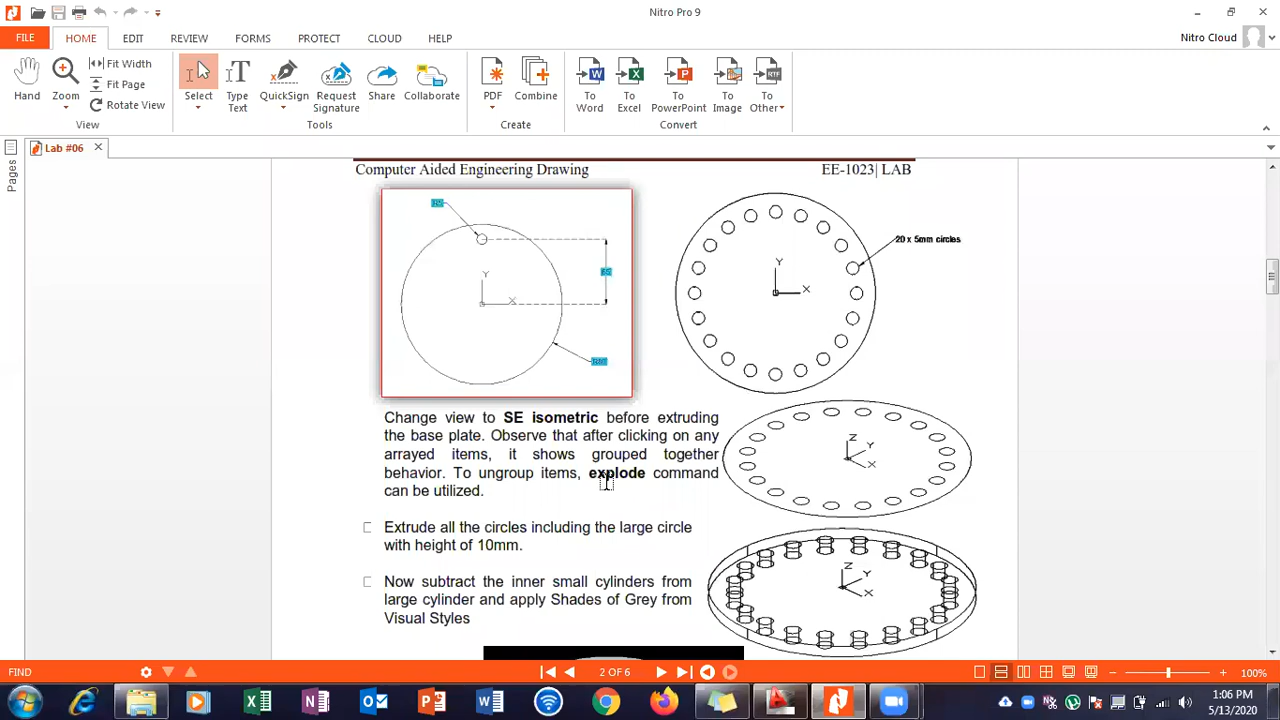 Nitro Pro 9
FILE HOME EDIT REVIEW FORMS PROTECT CLOUD HELP
Nitro Cloud
Hand
Zoom
Fit Width
Fit Page
Rotate View
View
Select
Type Text
QuickSign
Request Signature
Share
Collaborate
Tools
PDF
Combine
Create
To Word
To Excel
To PowerPoint
To Image
To Other
Convert
Lab #06
Pages
Computer Aided Engineering Drawing EE-1023| LAB
Y
X
65
Y
X
20 x 5mm circles
Change view to SE isometric before extruding
the base plate. Observe that after clicking on any
arrayed items, it shows grouped together
behavior. To ungroup items, explode command
can be utilized.
Z
Y
X
Extrude all the circles including the large circle
with height of 10mm.
Now subtract the inner small cylinders from
large cylinder and apply Shades of Grey from
Visual Styles
Z
Y
X
FIND
2 OF 6
100%
1:06 PM
5/13/2020